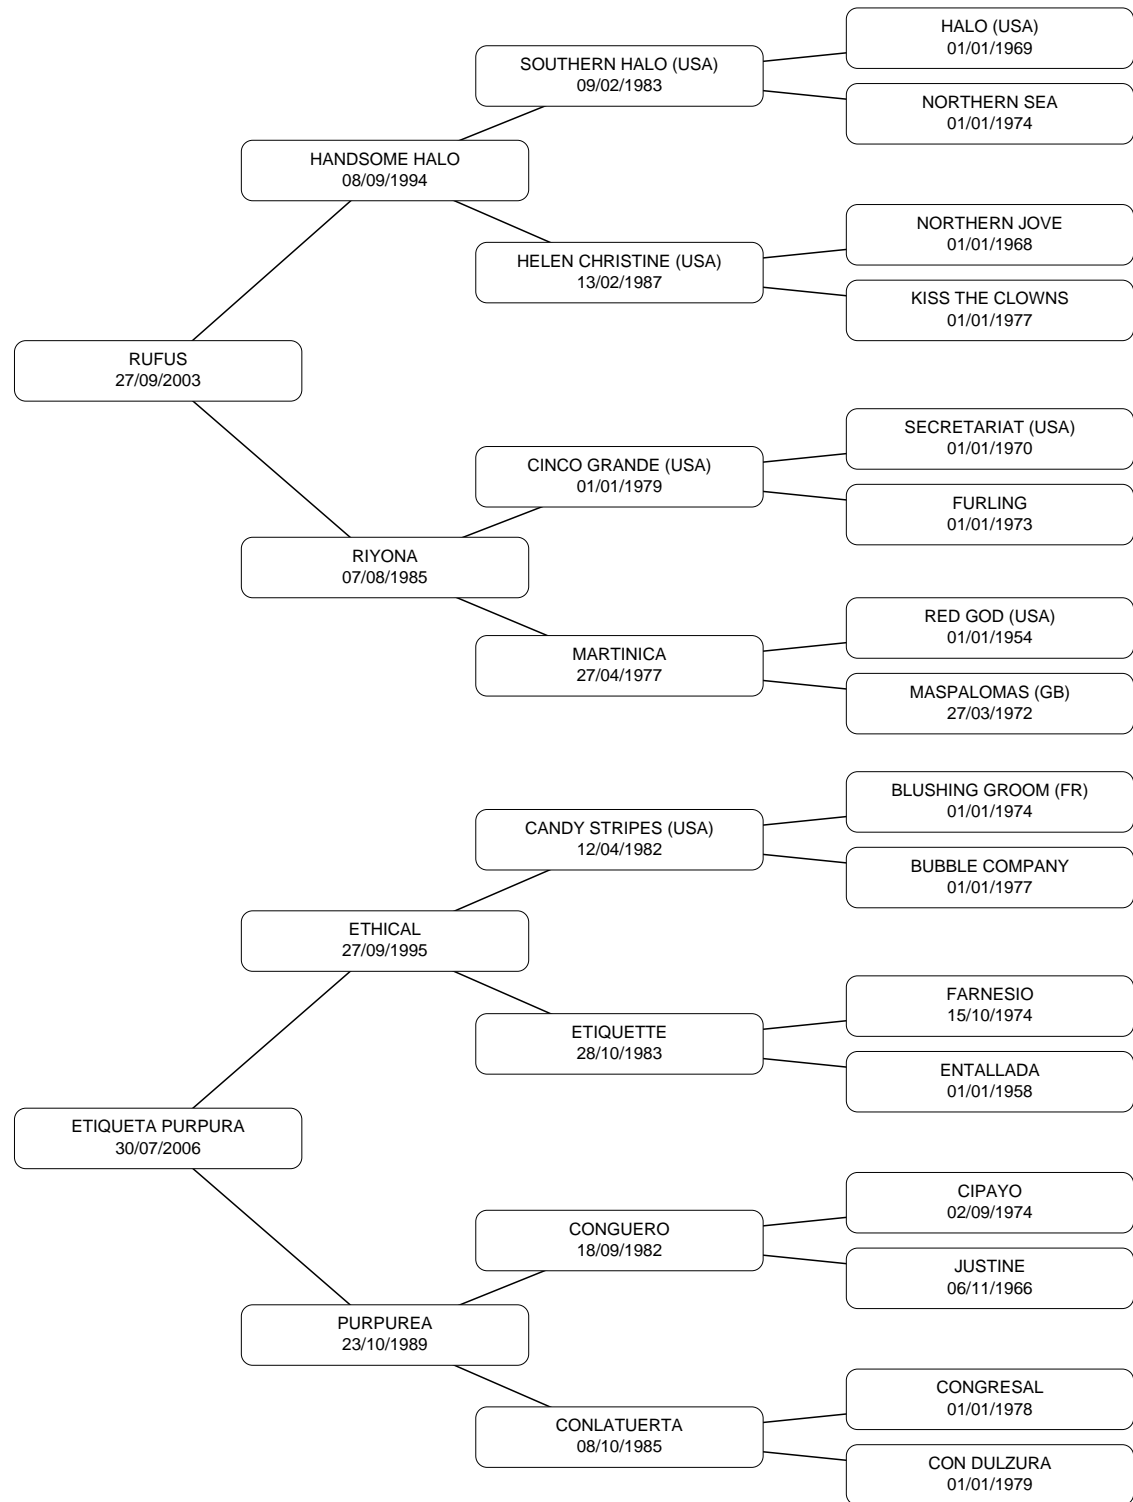 HALO (USA)
01/01/1969
SOUTHERN HALO (USA)
09/02/1983
NORTHERN SEA
01/01/1974
HANDSOME HALO
08/09/1994
NORTHERN JOVE
01/01/1968
HELEN CHRISTINE (USA)
13/02/1987
KISS THE CLOWNS
01/01/1977
RUFUS
27/09/2003
SECRETARIAT (USA)
01/01/1970
CINCO GRANDE (USA)
01/01/1979
FURLING
01/01/1973
RIYONA
07/08/1985
RED GOD (USA)
01/01/1954
MARTINICA
27/04/1977
MASPALOMAS (GB)
27/03/1972
BLUSHING GROOM (FR)
01/01/1974
CANDY STRIPES (USA)
12/04/1982
BUBBLE COMPANY
01/01/1977
ETHICAL
27/09/1995
FARNESIO
15/10/1974
ETIQUETTE
28/10/1983
ENTALLADA
01/01/1958
ETIQUETA PURPURA
30/07/2006
CIPAYO
02/09/1974
CONGUERO
18/09/1982
JUSTINE
06/11/1966
PURPUREA
23/10/1989
CONGRESAL
01/01/1978
CONLATUERTA
08/10/1985
CON DULZURA
01/01/1979